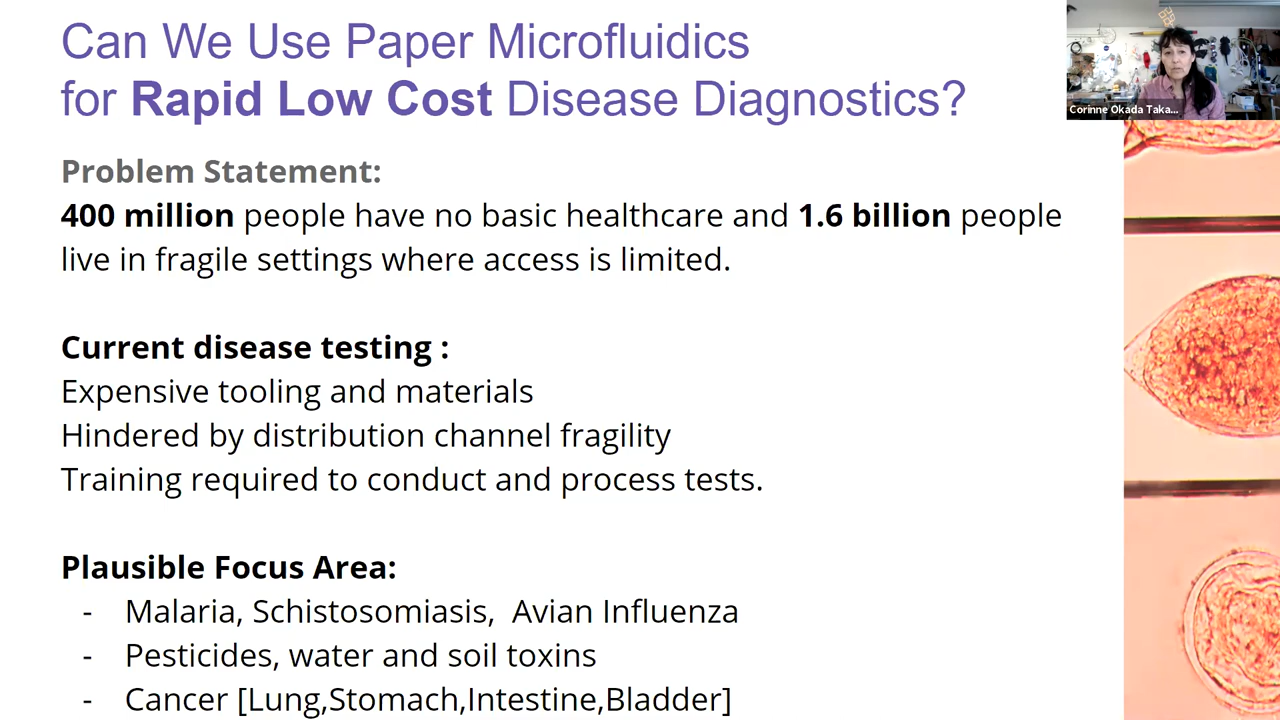 Can We Use Paper Microfluidics
for Rapid Low Cost Disease Diagnostics?
Corinne Okada Taka...
Problem Statement:
400 million people have no basic healthcare and 1.6 billion people
live in fragile settings where access is limited.
Current disease testing :
Expensive tooling and materials
Hindered by distribution channel fragility
Training required to conduct and process tests.
Plausible Focus Area:
- Malaria, Schistosomiasis,  Avian Influenza
- Pesticides, water and soil toxins
- Cancer [Lung,Stomach,Intestine,Bladder]